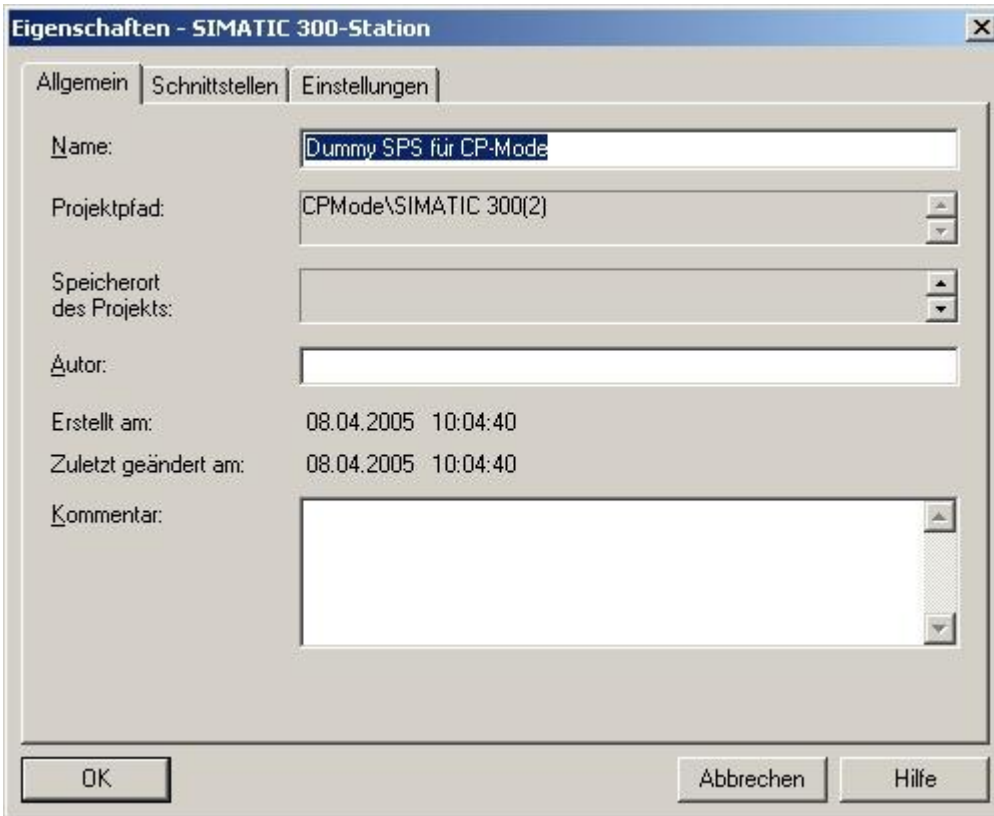 Eigenschaften - SIMATIC 300-Station
Allgemein Schnittstellen Einstellungen
Name: Dummy SPS für CP-Mode
Projektpfad: CPMode\SIMATIC 300(2)
Speicherort
des Projekts:
Autor:
Erstellt am: 08.04.2005 10:04:40
Zuletzt geändert am: 08.04.2005 10:04:40
Kommentar:
OK Abbrechen Hilfe